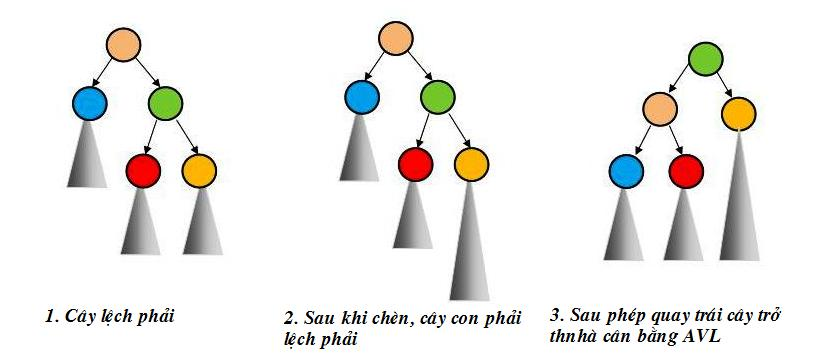 1. Cây lệch phải
2. Sau khi chèn, cây con phải
lệch phải
3. Sau phép quay trái cây trở
thnhà cân bằng AVL